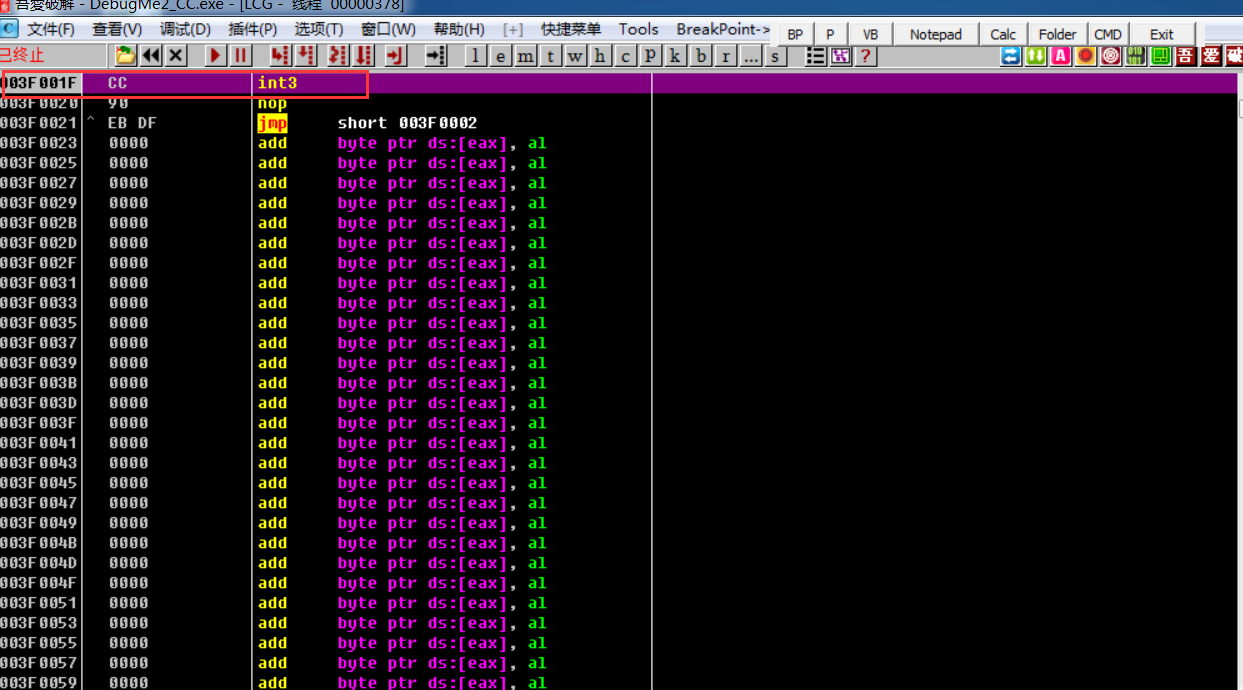 吾愛破解 - DebugMe2_CC.exe - [LCG - 线程 00000378]
C 文件(F) 查看(V) 调试(D) 插件(P) 选项(T) 窗口(W) 帮助(H) [+] 快捷菜单 Tools BreakPoint-> BP P VB Notepad Calc Folder CMD Exit
已终止 l e m t w h c p k b r ... s ? A 吾 爱 破
003F001F CC int3
003F0020 90 nop
003F0021 ^ EB DF jmp short 003F0002
003F0023 0000 add byte ptr ds:[eax], al
003F0025 0000 add byte ptr ds:[eax], al
003F0027 0000 add byte ptr ds:[eax], al
003F0029 0000 add byte ptr ds:[eax], al
003F002B 0000 add byte ptr ds:[eax], al
003F002D 0000 add byte ptr ds:[eax], al
003F002F 0000 add byte ptr ds:[eax], al
003F0031 0000 add byte ptr ds:[eax], al
003F0033 0000 add byte ptr ds:[eax], al
003F0035 0000 add byte ptr ds:[eax], al
003F0037 0000 add byte ptr ds:[eax], al
003F0039 0000 add byte ptr ds:[eax], al
003F003B 0000 add byte ptr ds:[eax], al
003F003D 0000 add byte ptr ds:[eax], al
003F003F 0000 add byte ptr ds:[eax], al
003F0041 0000 add byte ptr ds:[eax], al
003F0043 0000 add byte ptr ds:[eax], al
003F0045 0000 add byte ptr ds:[eax], al
003F0047 0000 add byte ptr ds:[eax], al
003F0049 0000 add byte ptr ds:[eax], al
003F004B 0000 add byte ptr ds:[eax], al
003F004D 0000 add byte ptr ds:[eax], al
003F004F 0000 add byte ptr ds:[eax], al
003F0051 0000 add byte ptr ds:[eax], al
003F0053 0000 add byte ptr ds:[eax], al
003F0055 0000 add byte ptr ds:[eax], al
003F0057 0000 add byte ptr ds:[eax], al
003F0059 0000 add byte ptr ds:[eax], al